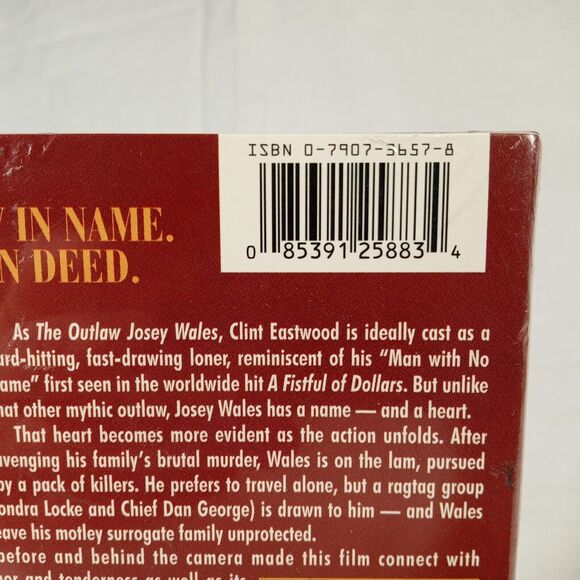 ISBN 0-7907-3657-8
0 85391 25883 4
IN NAME.
N DEED.
As The Outlaw Josey Wales, Clint Eastwood is ideally cast as a
ard-hitting, fast-drawing loner, reminiscent of his “Man with No
ame” first seen in the worldwide hit A Fistful of Dollars. But unlike
hat other mythic outlaw, Josey Wales has a name — and a heart.
That heart becomes more evident as the action unfolds. After
avenging his family’s brutal murder, Wales is on the lam, pursued
by a pack of killers. He prefers to travel alone, but a ragtag group
ondra Locke and Chief Dan George) is drawn to him — and Wales
eave his motley surrogate family unprotected.
before and behind the camera made this film connect with
and tenderness as well as its